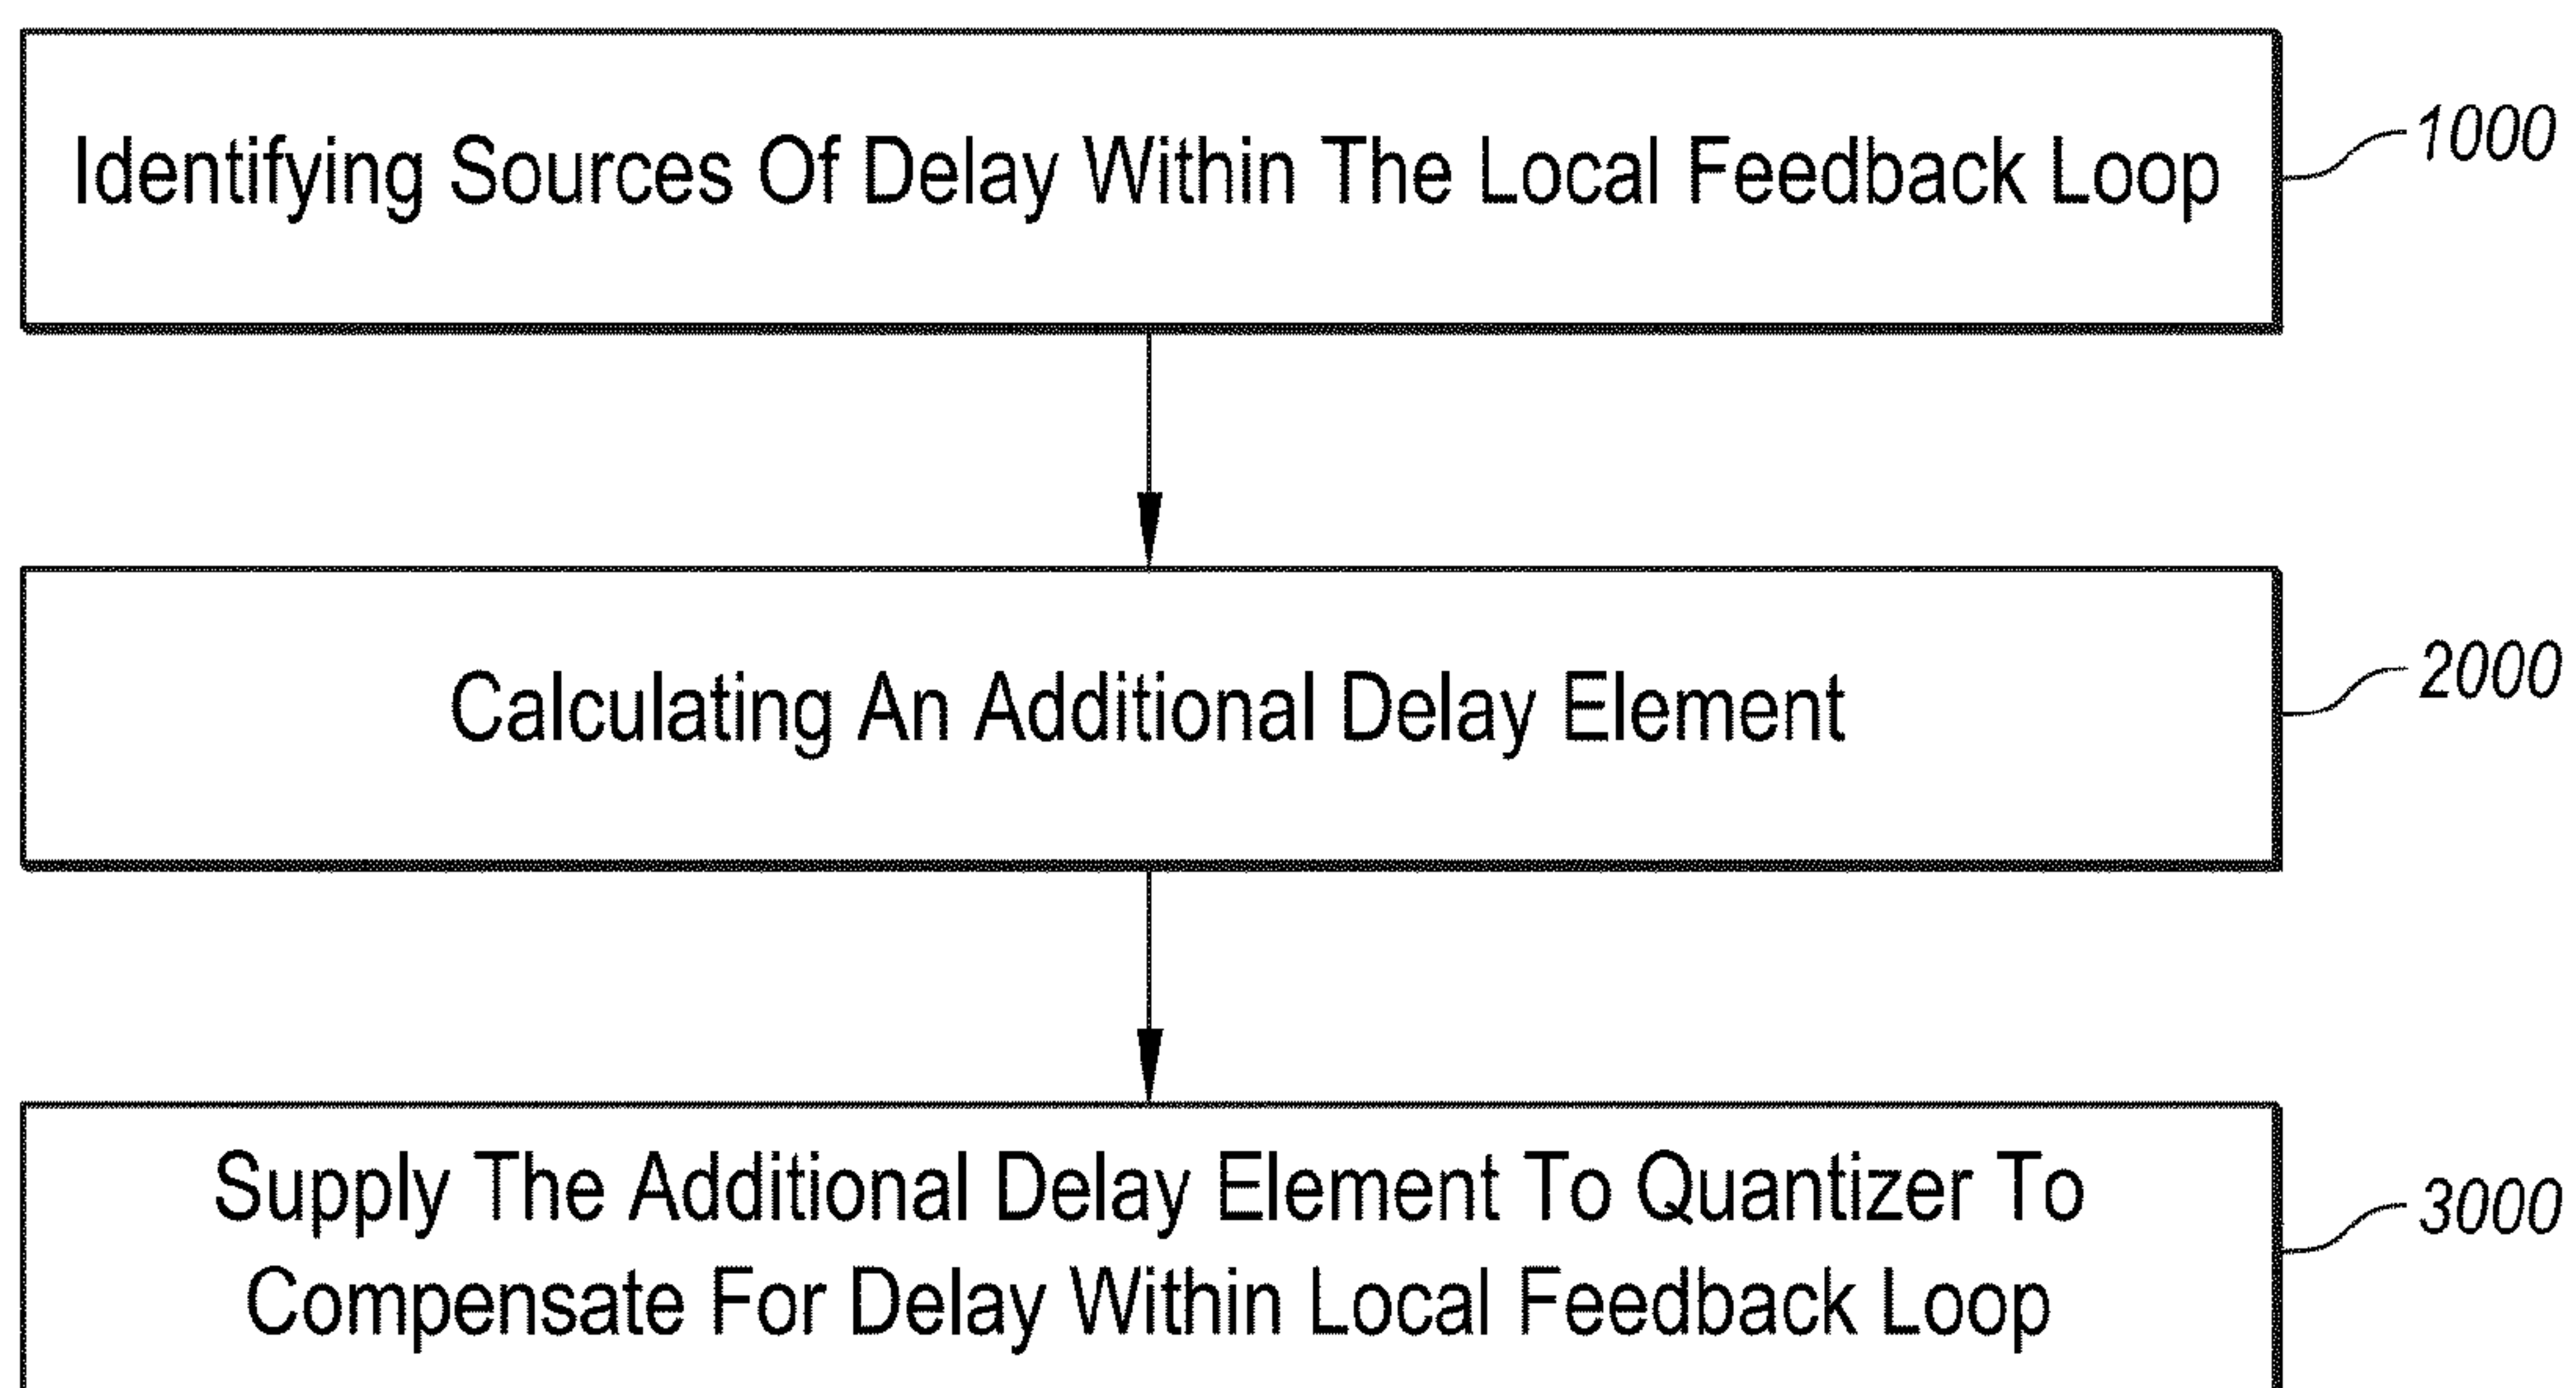 Identifying Sources Of Delay Within The Local Feedback Loop
1000
Calculating An Additional Delay Element
2000
Supply The Additional Delay Element To Quantizer To
Compensate For Delay Within Local Feedback Loop
3000